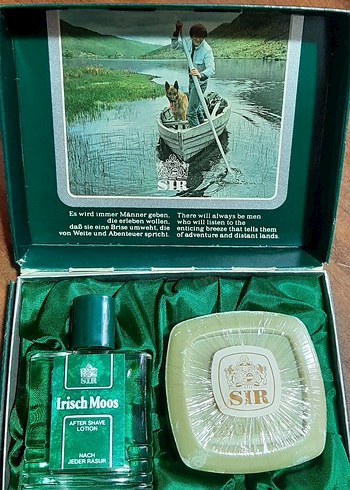 SIR
Es wird immer Männer geben,
die erleben wollen,
daß sie eine Brise umweht, die
von Weite und Abenteuer spricht.
There will always be men
who will listen to the
enticing breeze that tells them
of adventure and distant lands.
SIR
Irisch Moos
AFTER SHAVE
LOTION
NACH
JEDER RASUR
SIR
SIR